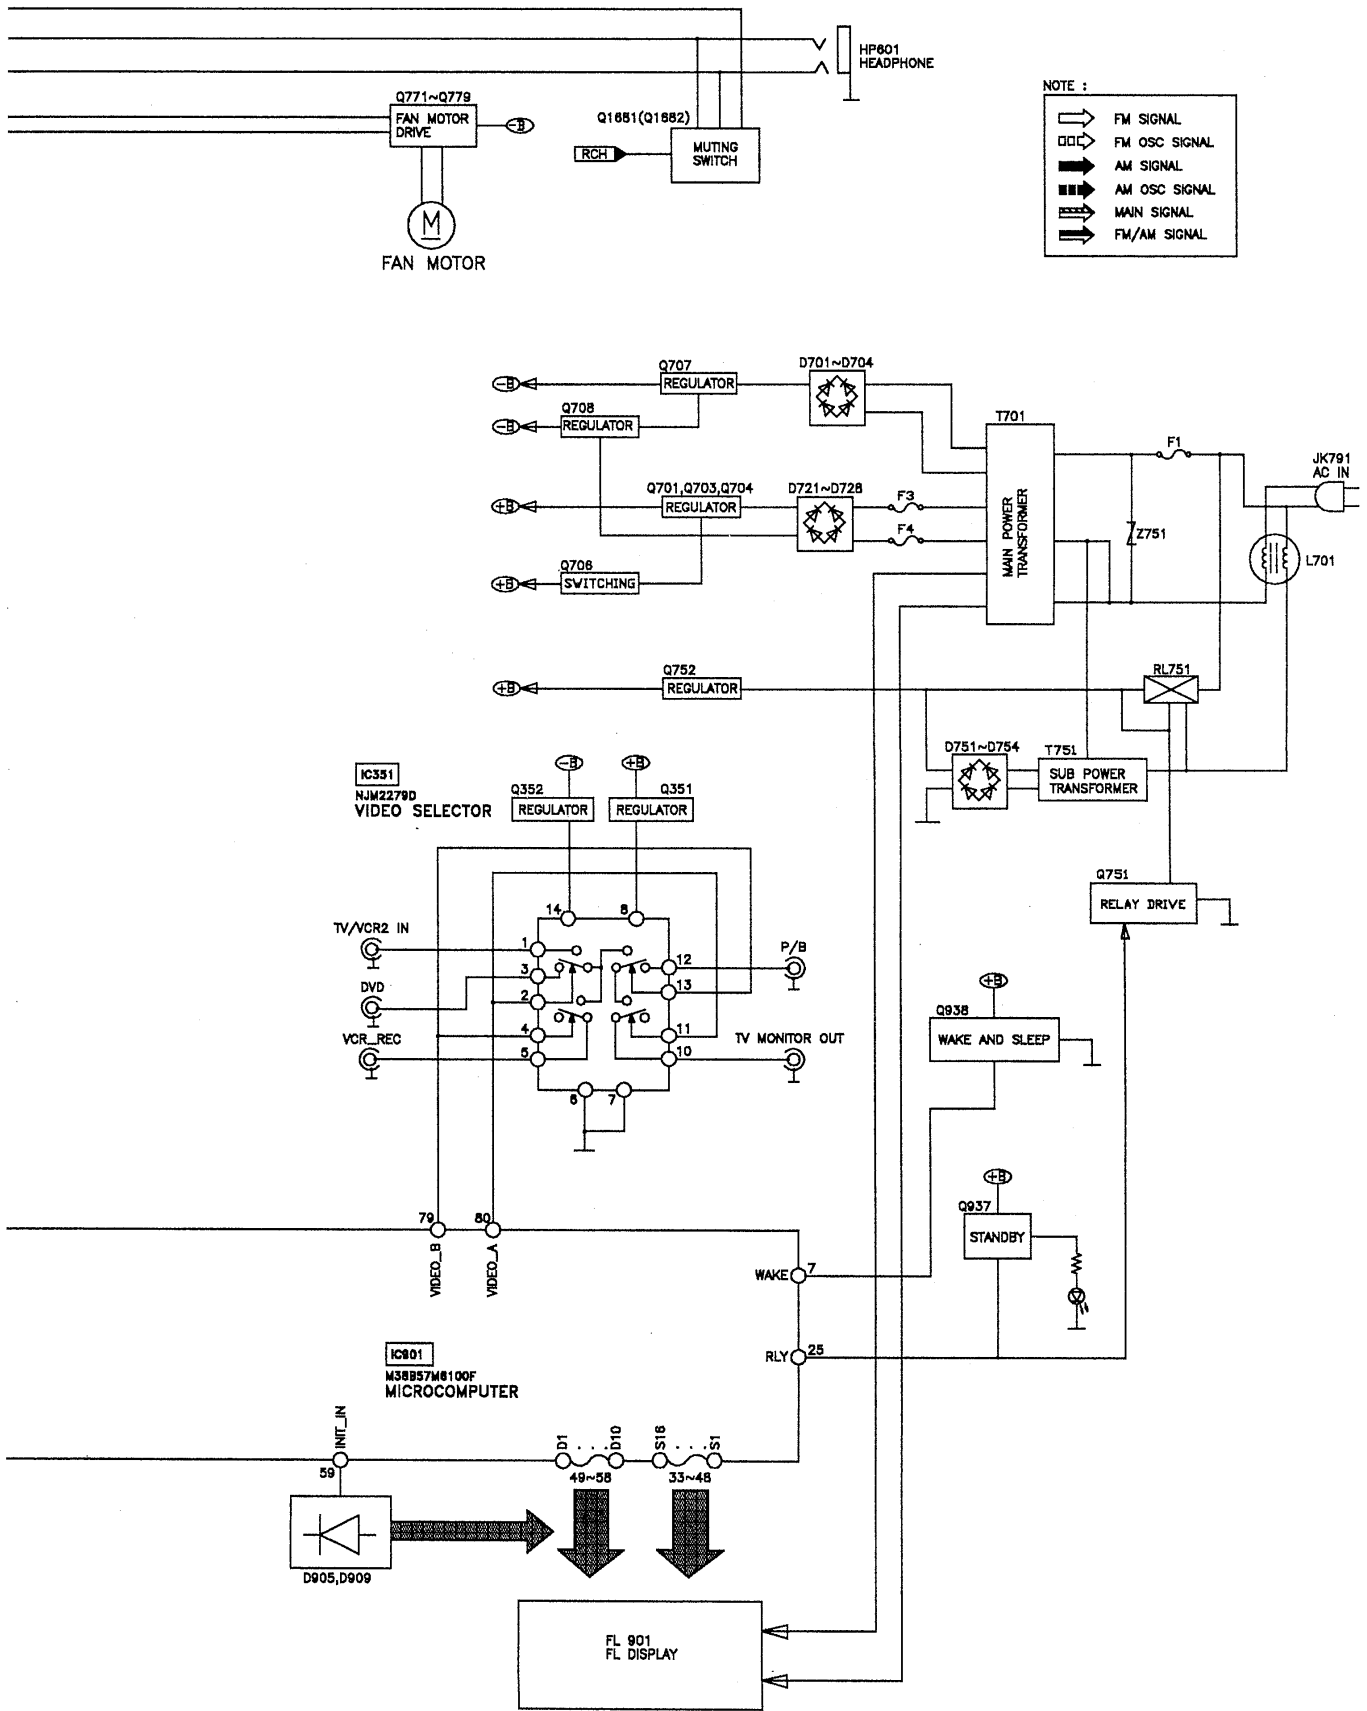 HP601
HEADPHONE
Q771~Q779
FAN MOTOR
DRIVE
-B
Q1681(Q1682)
RCH
MUTING
SWITCH
M
FAN MOTOR
NOTE :
FM SIGNAL
FM OSC SIGNAL
AM SIGNAL
AM OSC SIGNAL
MAIN SIGNAL
FM/AM SIGNAL
Q707
REGULATOR
-B
D701~D704
Q708
REGULATOR
-B
T701
MAIN POWER
TRANSFORMER
F1
JK791
AC IN
Q701,Q703,Q704
REGULATOR
+B
D721~D728
F3
F4
Z751
L701
Q706
SWITCHING
+B
Q752
REGULATOR
+B
RL751
D751~D754
T751
SUB POWER
TRANSFORMER
IC351
NJM2279D
VIDEO SELECTOR
-B
+B
Q352
REGULATOR
Q351
REGULATOR
Q751
RELAY DRIVE
14
8
TV/VCR2 IN
1
3
DVD
2
4
VCR_REC
5
12
P/B
13
11
10
TV MONITOR OUT
6
7
+B
Q938
WAKE AND SLEEP
+B
Q937
STANDBY
79
80
VIDEO_B
VIDEO_A
WAKE
7
RLY
25
IC901
M38B57M6100F
MICROCOMPUTER
INIT_IN
59
D1
. . .
D10
S16
. . .
S1
49~58
33~48
D905,D909
FL 901
FL DISPLAY